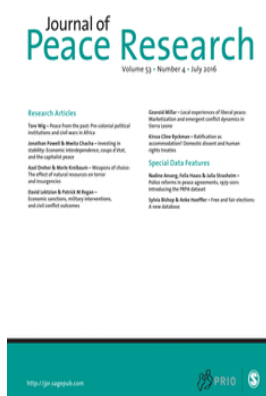 Journal of
Peace Research
Volume 53 • Number 4 • July 2016
Research Articles
Tore Wig – Peace from the past: Pre-colonial political
institutions and civil wars in Africa
Jonathan Powell & Mwita Chacha – Investing in
stability: Economic interdependence, coups d'état,
and the capitalist peace
Axel Dreher & Merle Kreibaum – Weapons of choice:
The effect of natural resources on terror
and insurgencies
David Lektzian & Patrick M Regan –
Economic sanctions, military interventions,
and civil conflict outcomes
Gearoid Millar – Local experiences of liberal peace:
Marketization and emergent conflict dynamics in
Sierra Leone
Kirssa Cline Ryckman – Ratification as
accommodation? Domestic dissent and human
rights treaties
Special Data Features
Nadine Ansorg, Felix Haass & Julia Strasheim –
Police reforms in peace agreements, 1975–2011:
Introducing the PRPA dataset
Sylvia Bishop & Anke Hoeffler – Free and fair elections:
A new database
http://jpr.sagepub.com
PRIO
S